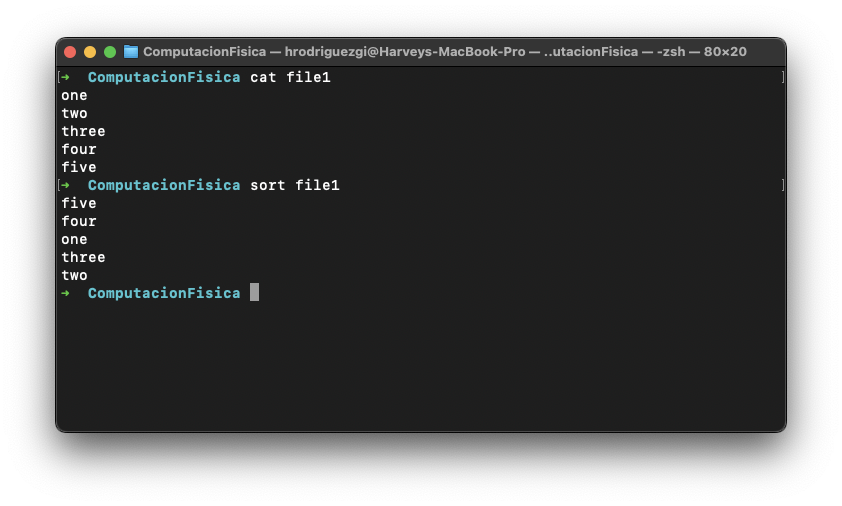 ComputacionFisica — hrodriguezgi@Harveys-MacBook-Pro — ..utacionFisica — -zsh — 80×20
[➜  ComputacionFisica cat file1 ]
one
two
three
four
five
[➜  ComputacionFisica sort file1 ]
five
four
one
three
two
➜  ComputacionFisica